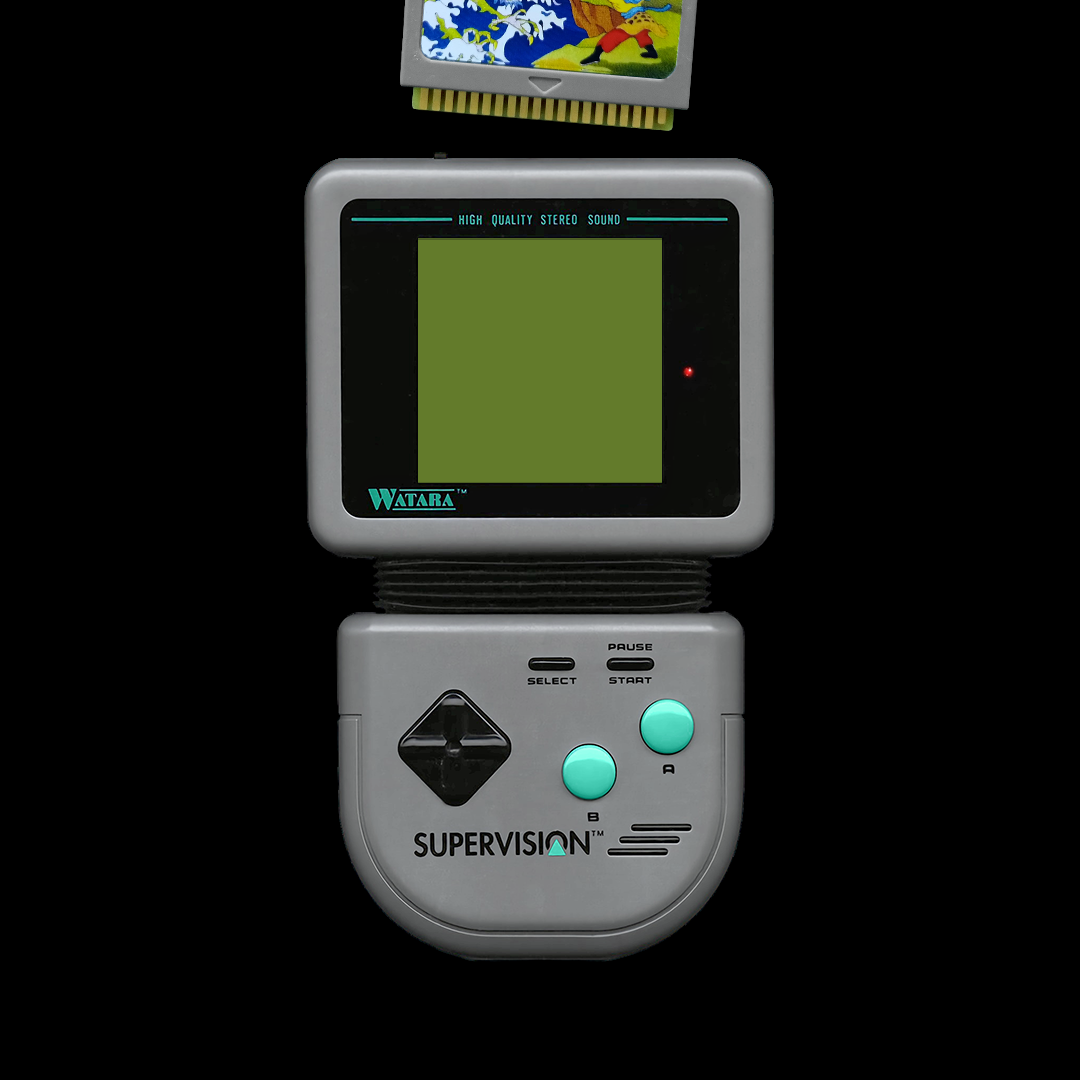 HIGH QUALITY STEREO SOUND
WATARA™
PAUSE
SELECT START
A
B
SUPERVISION™